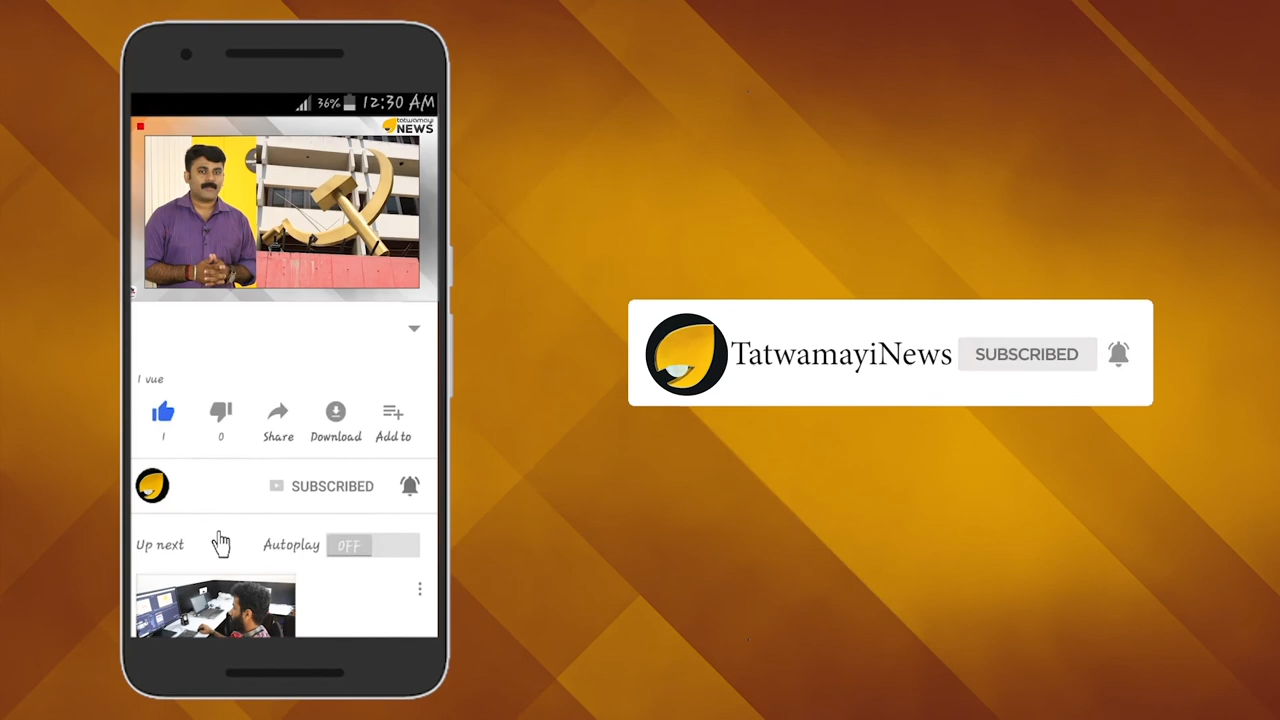 36% 12:30 AM
tatwamayi
NEWS
1 vue
1 0 Share Download Add to
SUBSCRIBED
Up next Autoplay OFF
TatwamayiNews SUBSCRIBED